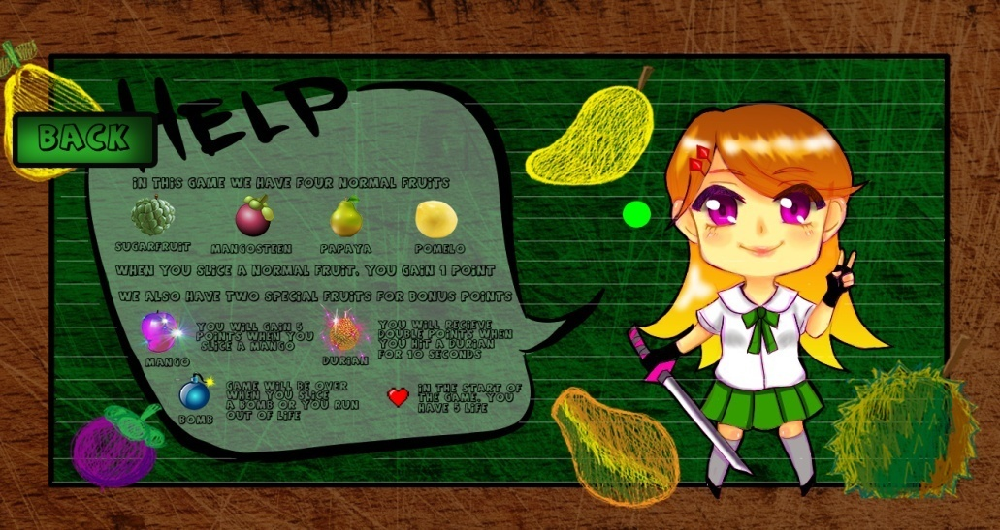 HELP
BACK
IN THIS GAME WE HAVE FOUR NORMAL FRUITS
SUGARFRUIT MANGOSTEEN PAPAYA POMELO
WHEN YOU SLICE A NORMAL FRUIT, YOU GAIN 1 POINT
WE ALSO HAVE TWO SPECIAL FRUITS FOR BONUS POINTS
YOU WILL GAIN 5
POINTS WHEN YOU
SLICE A MANGO
MANGO
YOU WILL RECIEVE
DOUBLE POINTS WHEN
YOU HIT A DURIAN
FOR 10 SECONDS
DURIAN
GAME WILL BE OVER
WHEN YOU SLICE
A BOMB OR YOU RUN
OUT OF LIFE
BOMB
IN THE START OF
THE GAME, YOU
HAVE 5 LIFE